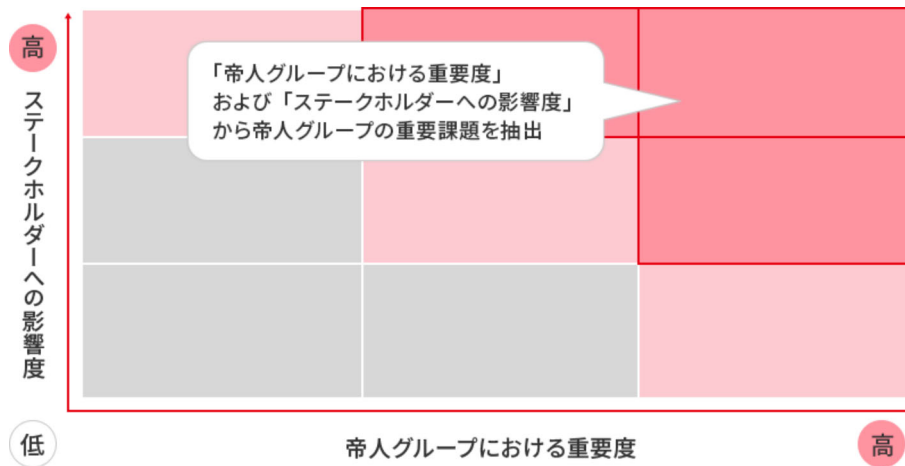 高
ステークホルダーへの影響度
「帝人グループにおける重要度」
および「ステークホルダーへの影響度」
から帝人グループの重要課題を抽出
低
帝人グループにおける重要度
高